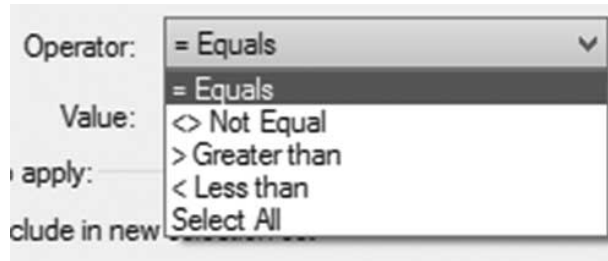 Operator: = Equals
= Equals
Value:
<> Not Equal
> Greater than
apply:
< Less than
Select All
clude in new